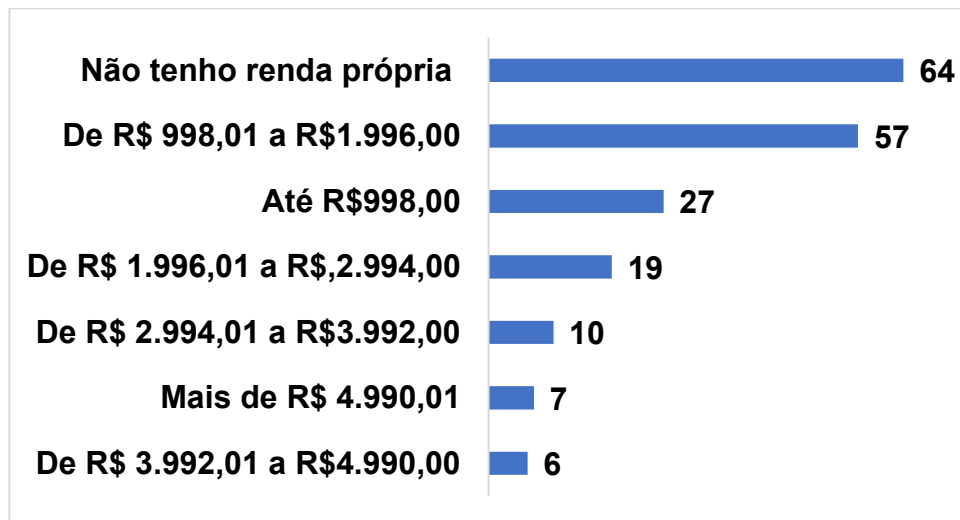 Não tenho renda própria 64
De R$ 998,01 a R$1.996,00 57
Até R$998,00 27
De R$ 1.996,01 a R$,2.994,00 19
De R$ 2.994,01 a R$3.992,00 10
Mais de R$ 4.990,01 7
De R$ 3.992,01 a R$4.990,00 6